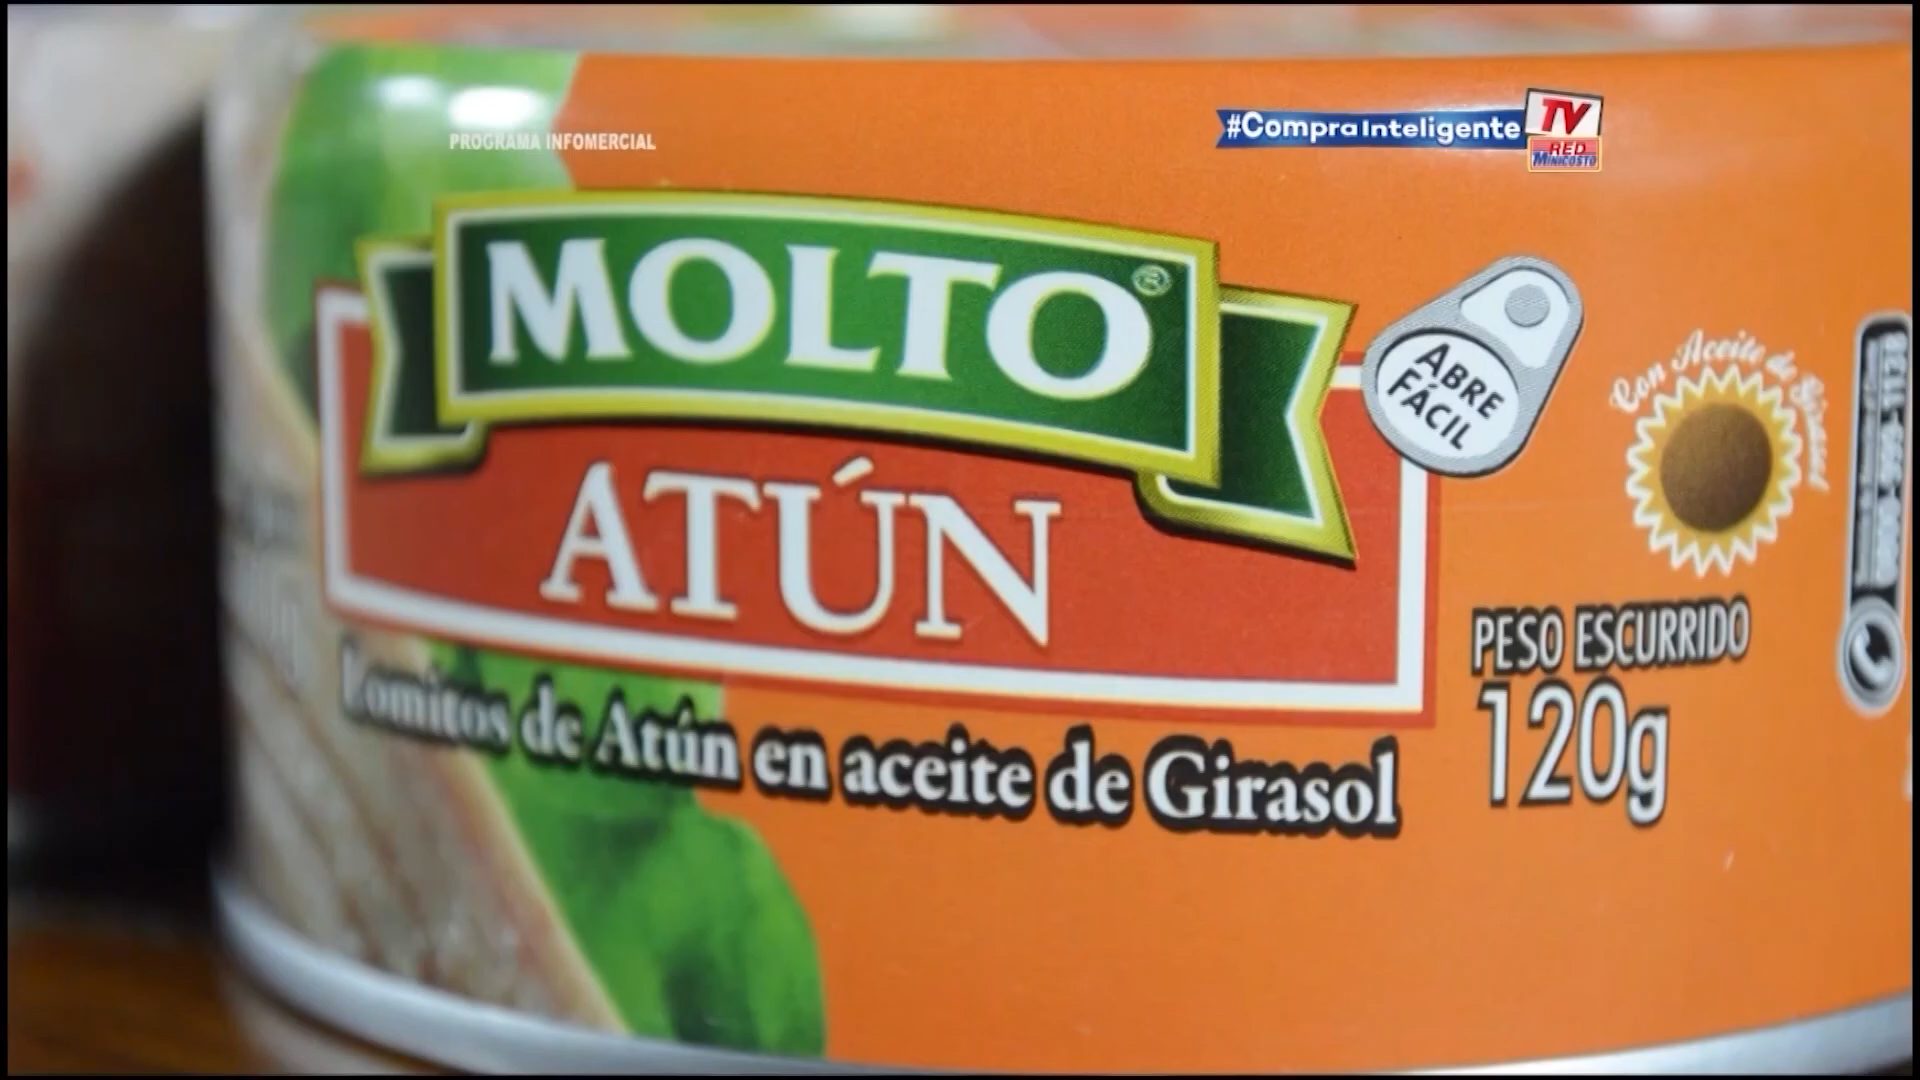 PROGRAMA INFOMERCIAL
#CompraInteligente
TV
RED
MINICOSTO
MOLTO®
ATÚN
Lomitos de Atún en aceite de Girasol
ABRE
FÁCIL
Con Aceite de Girasol
PESO ESCURRIDO
120g